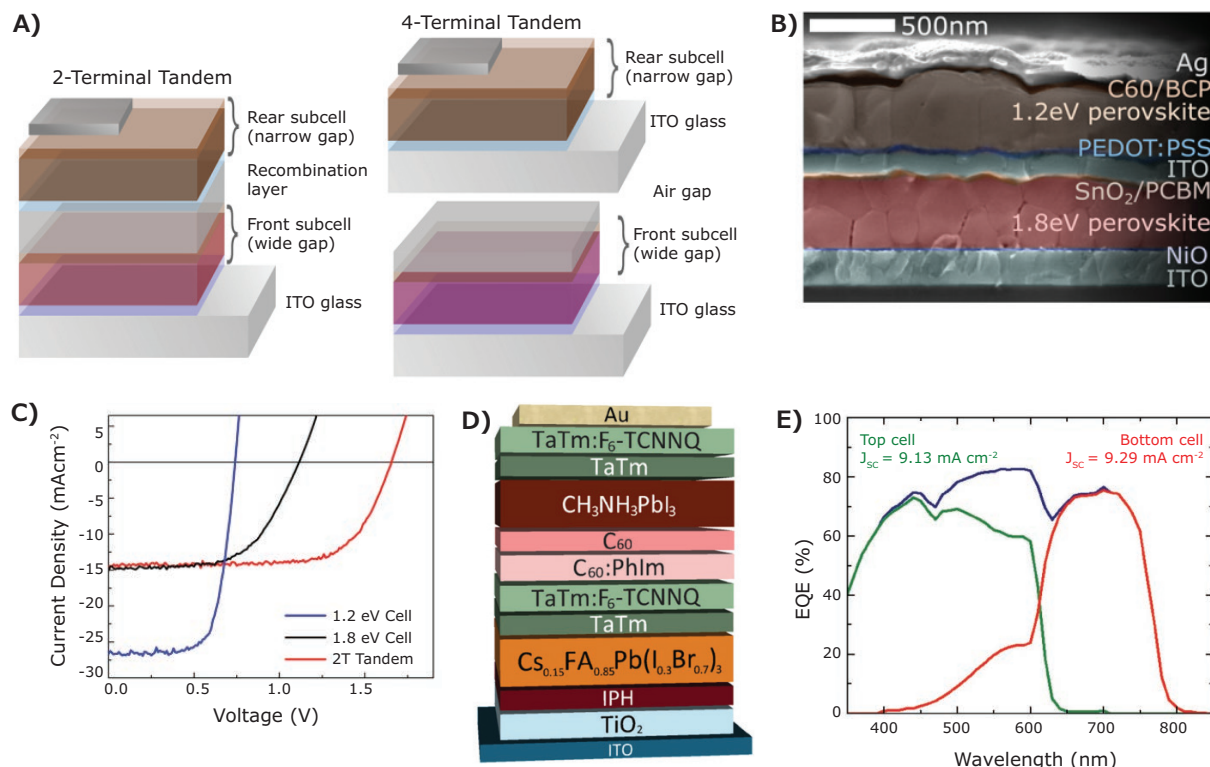 A)
2-Terminal Tandem
Rear subcell
(narrow gap)
Recombination
layer
Front subcell
(wide gap)
ITO glass
4-Terminal Tandem
Rear subcell
(narrow gap)
ITO glass
Air gap
Front subcell
(wide gap)
ITO glass
B)
500nm
Ag
C60/BCP
1.2eV perovskite
PEDOT:PSS
ITO
SnO₂/PCBM
1.8eV perovskite
NiO
ITO
C)
Current Density (mAcm⁻²)
5
0
-5
-10
-15
-20
-25
-30
1.2 eV Cell
1.8 eV Cell
2T Tandem
0.0
0.5
1.0
1.5
Voltage (V)
D)
Au
TaTm:F₆-TCNNQ
TaTm
CH₃NH₃PbI₃
C₆₀
C₆₀:PhIm
TaTm:F₆-TCNNQ
TaTm
Cs₀.₁₅FA₀.₈₅Pb(I₀.₃Br₀.₇)₃
IPH
TiO₂
ITO
E)
EQE (%)
100
80
60
40
20
0
Top cell
J_SC = 9.13 mA cm⁻²
Bottom cell
J_SC = 9.29 mA cm⁻²
400
500
600
700
800
Wavelength (nm)